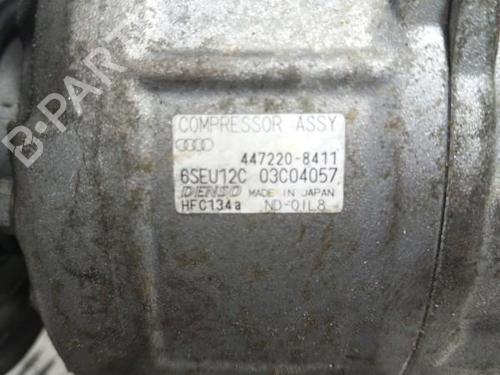 COMPRESSOR ASSY
447220-8411
6SEU12C 03C04057
DENSO MADE IN JAPAN
HFC134a ND-OIL8
B-PARTS